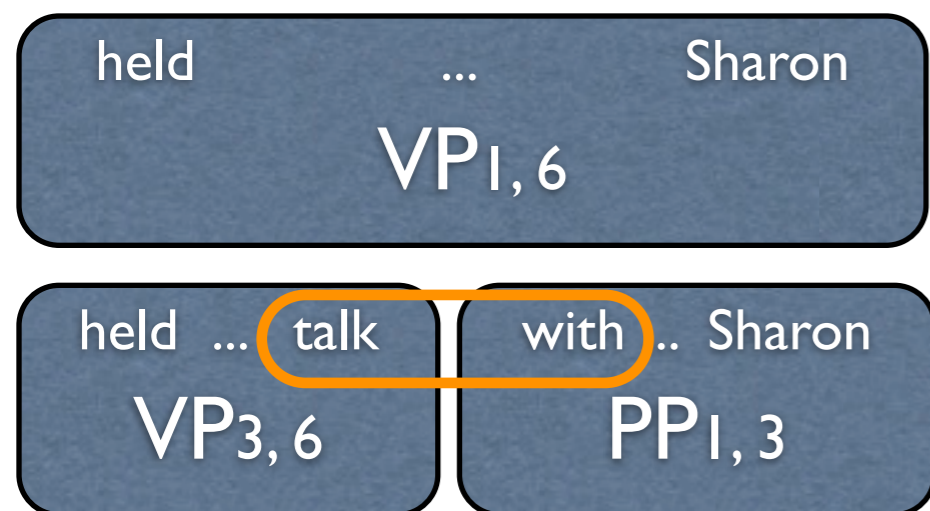 held ... Sharon
VP1, 6
held ... talk with .. Sharon
VP3, 6 PP1, 3